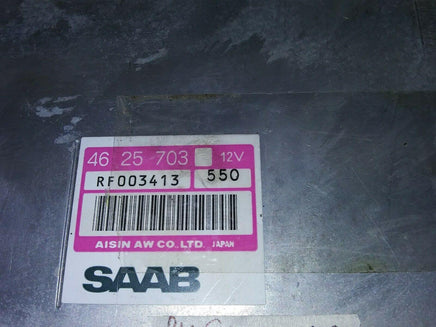 46 25 703 12V
RF003413 550
AISIN AW CO.,LTD. JAPAN
SAAB